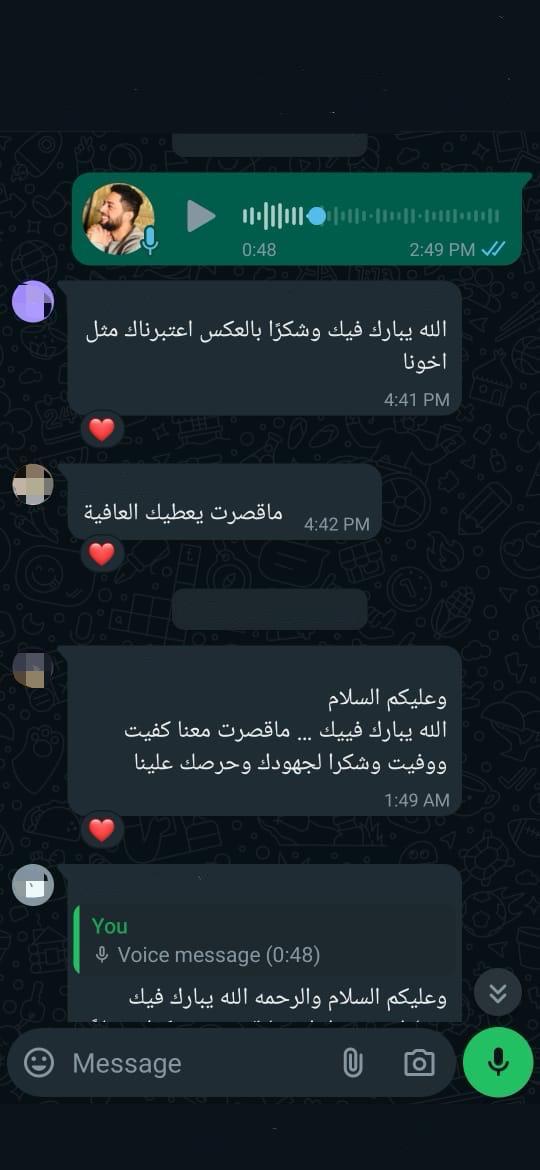 0:48
2:49 PM
الله يبارك فيك وشكرًا بالعكس اعتبرناك مثل
اخونا
4:41 PM
ماقصرت يعطيك العافية
4:42 PM
وعليكم السلام
الله يبارك فييك ... ماقصرت معنا كفيت
ووفيت وشكرا لجهودك وحرصك علينا
1:49 AM
You
Voice message (0:48)
وعليكم السلام والرحمه الله يبارك فيك
Message